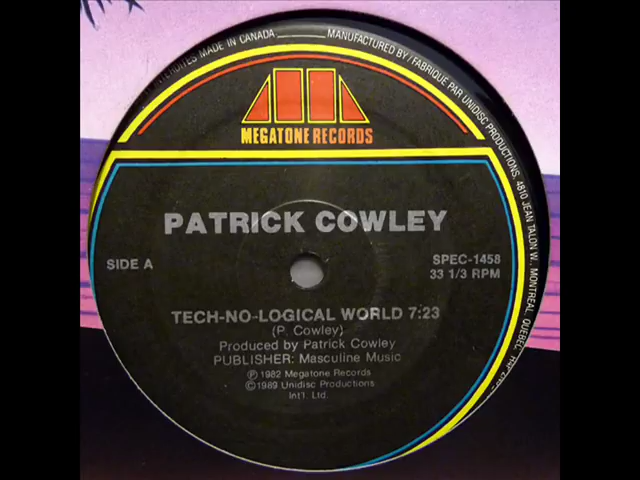 INTERDITES MADE IN CANADA
MANUFACTURED BY / FABRIQUE PAR UNIDISC PRODUCTIONS, 4810 JEAN TALON W., MONTREAL, QUEBEC,
MEGATONE RECORDS
PATRICK COWLEY
SIDE A
SPEC-1458
33 1/3 RPM
TECH-NO-LOGICAL WORLD 7:23
(P. Cowley)
Produced by Patrick Cowley
PUBLISHER: Masculine Music
℗ 1982 Megatone Records
©1989 Unidisc Productions
Int'l. Ltd.